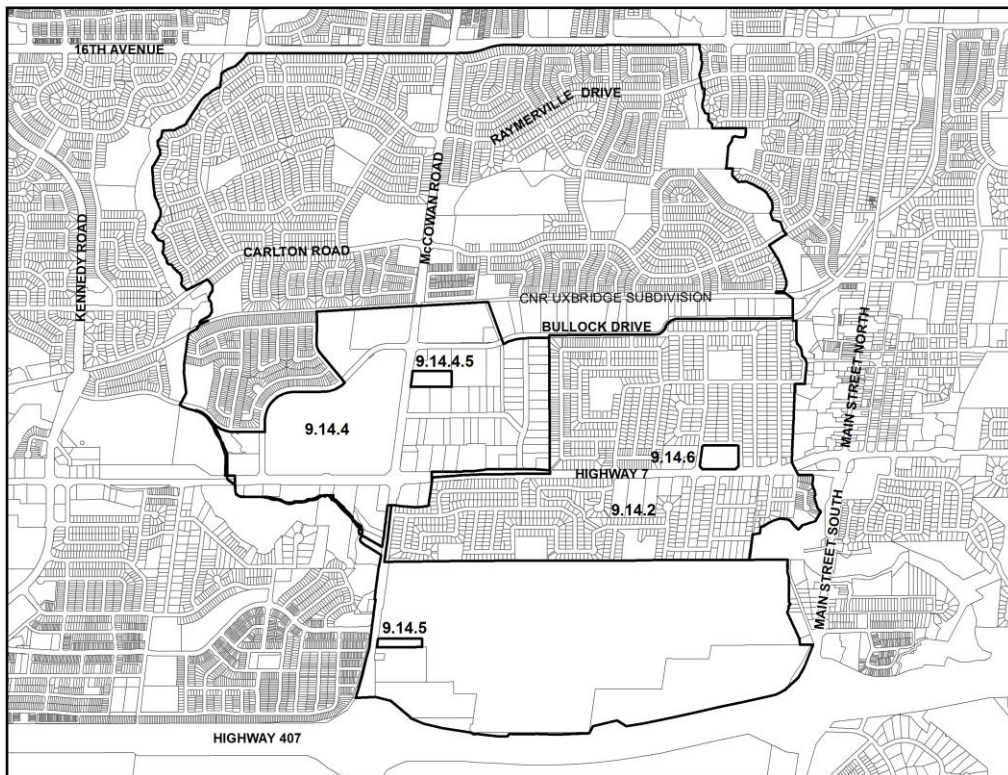 16TH AVENUE
RAYMERVILLE DRIVE
McCOWAN ROAD
KENNEDY ROAD
CARLTON ROAD
CNR UXBRIDGE SUBDIVISION
BULLOCK DRIVE
MAIN STREET NORTH
9.14.4.5
9.14.4
9.14.6
HIGHWAY 7
9.14.2
MAIN STREET SOUTH
9.14.5
HIGHWAY 407